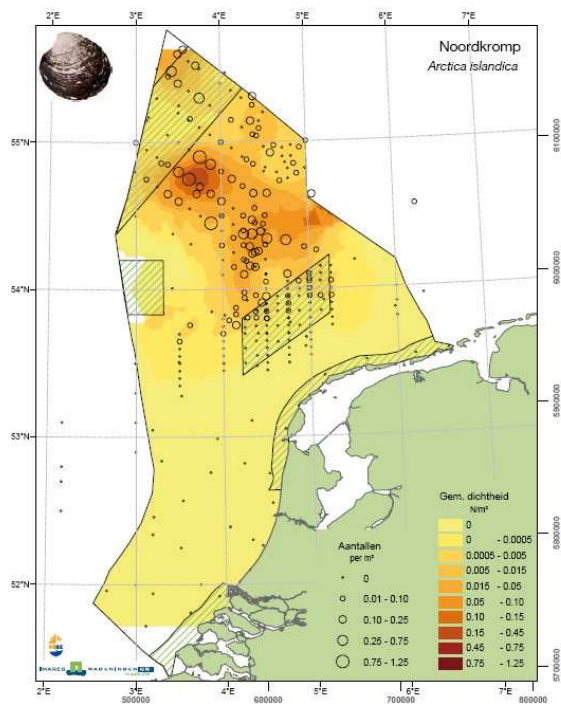 2°E 3°E 4°E 5°E 6°E 7°E
Noordkromp
Arctica islandica
55°N
6100000
54°N
6000000
53°N
5900000
52°N
5800000
5700000
Aantallen
per m²
0
0.01 - 0.10
0.10 - 0.25
0.25 - 0.75
0.75 - 1.25
Gem. dichtheid
N/m²
0
0 - 0.0005
0.0005 - 0.005
0.005 - 0.015
0.015 - 0.05
0.05 - 0.10
0.10 - 0.15
0.15 - 0.45
0.45 - 0.75
0.75 - 1.25
IMARES WAGENINGEN UR
2°E 500000 4°E 600000 5°E 700000 6°E 800000